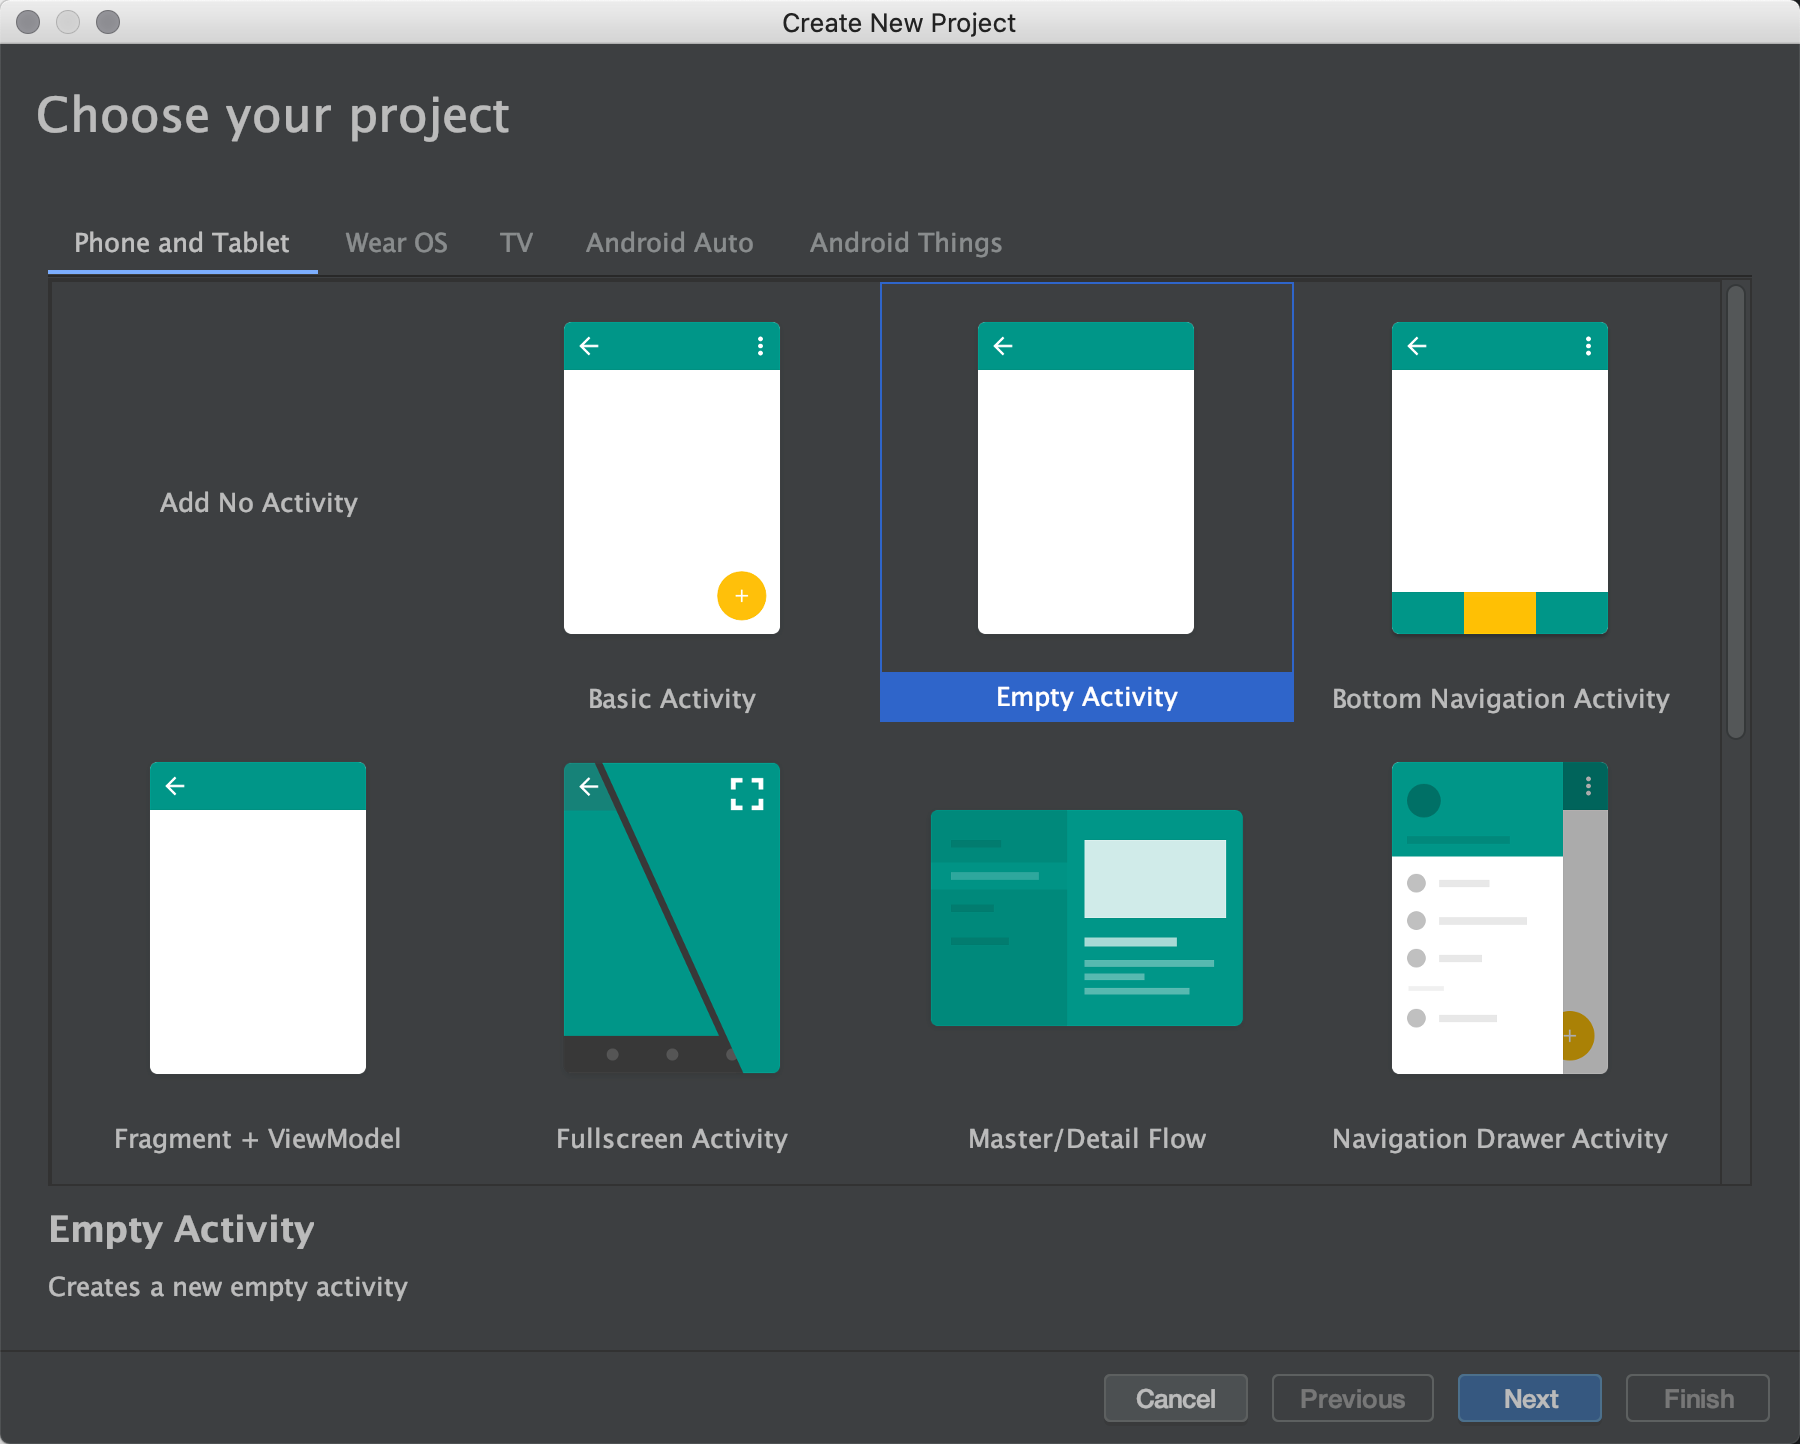 Create New Project
Choose your project
Phone and Tablet Wear OS TV Android Auto Android Things
Add No Activity
Basic Activity
Empty Activity
Bottom Navigation Activity
Fragment + ViewModel
Fullscreen Activity
Master/Detail Flow
Navigation Drawer Activity
Empty Activity
Creates a new empty activity
Cancel Previous Next Finish